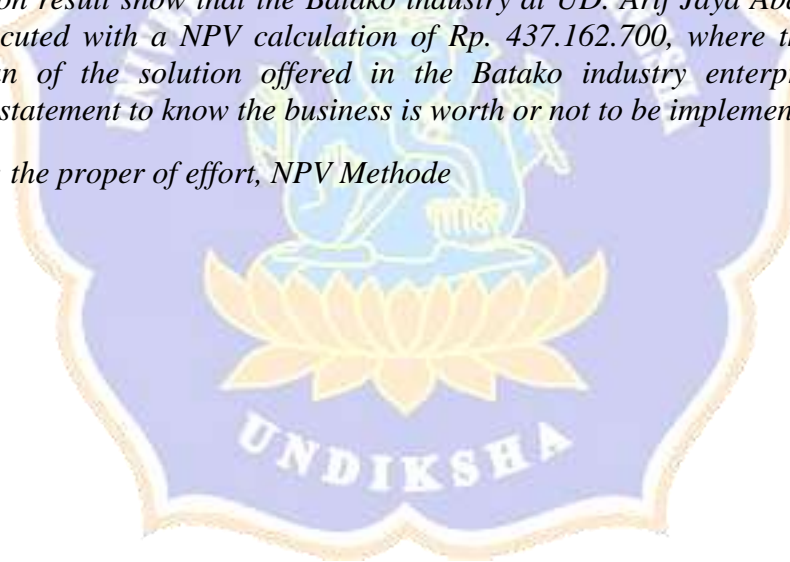 on result show that the Batako industry at UD. Arif Jaya Aba
cuted with a NPV calculation of Rp. 437.162.700, where th
n of the solution offered in the Batako industry enterp
statement to know the business is worth or not to be implemen
the proper of effort, NPV Methode
UNDIKSHA